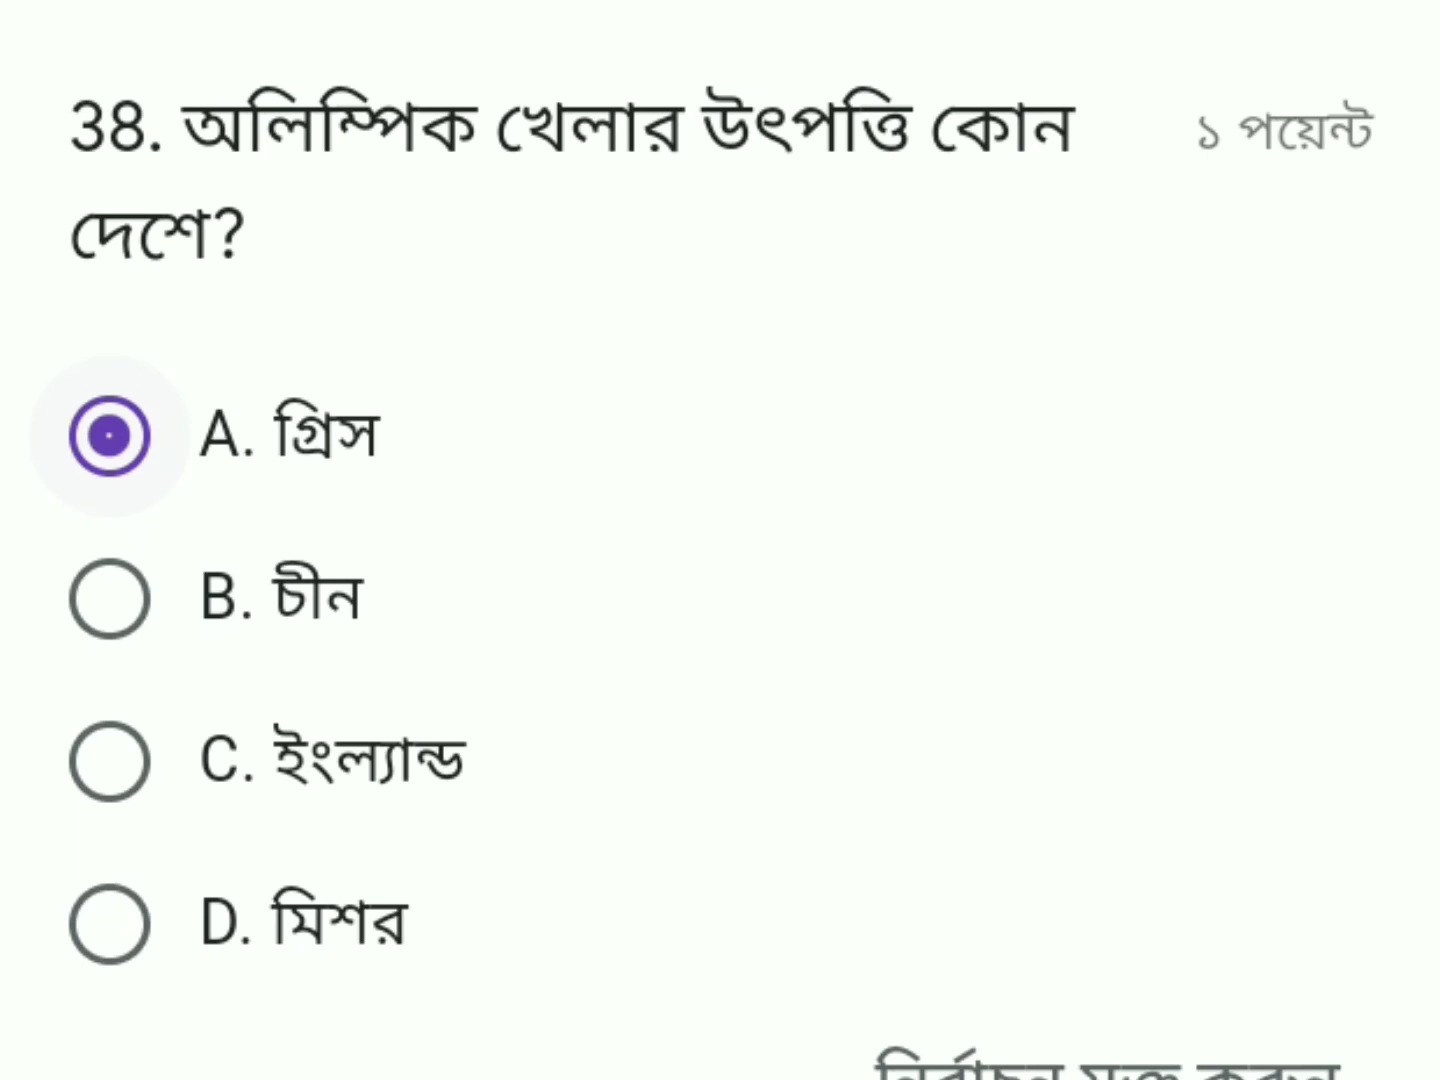 38. অলিম্পিক খেলার উৎপত্তি কোন
দেশে?
১ পয়েন্ট
A. গ্রিস
B. চীন
C. ইংল্যান্ড
D. মিশর